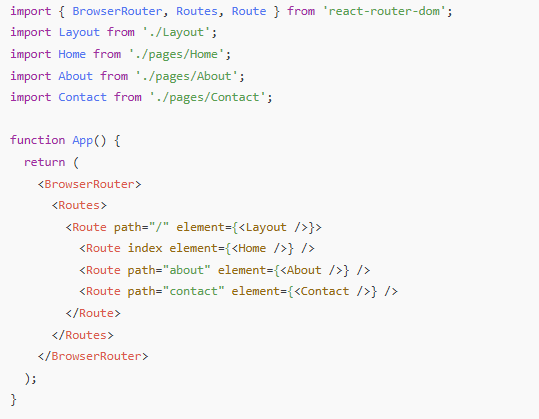 import { BrowserRouter, Routes, Route } from 'react-router-dom';
import Layout from './Layout';
import Home from './pages/Home';
import About from './pages/About';
import Contact from './pages/Contact';

function App() {
  return (
    <BrowserRouter>
      <Routes>
        <Route path="/" element={<Layout />}>
          <Route index element={<Home />} />
          <Route path="about" element={<About />} />
          <Route path="contact" element={<Contact />} />
        </Route>
      </Routes>
    </BrowserRouter>
  );
}